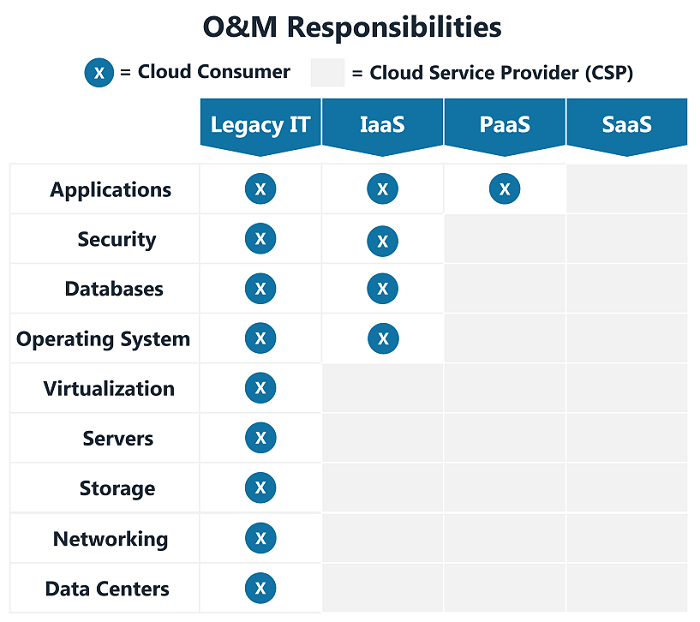 O&M Responsibilities
X = Cloud Consumer = Cloud Service Provider (CSP)
Legacy IT IaaS PaaS SaaS
Applications X X X
Security X X
Databases X X
Operating System X X
Virtualization X
Servers X
Storage X
Networking X
Data Centers X